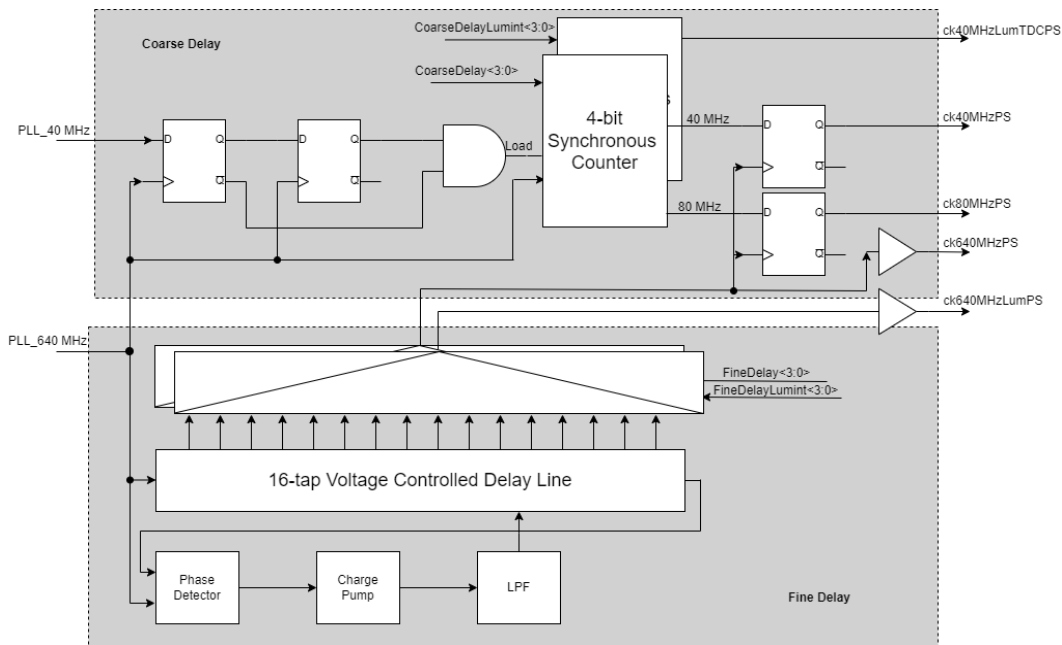 CoarseDelayLumint<3:0>
ck40MHzLumTDCPS
Coarse Delay
CoarseDelay<3:0>
s
4-bit
Synchronous
Counter
PLL_40 MHz
D
Q
Q
D
Q
Q
Load
40 MHz
D
Q
Q
ck40MHzPS
80 MHz
D
Q
Q
ck80MHzPS
ck640MHzPS
ck640MHzLumPS
PLL_640 MHz
FineDelay<3:0>
FineDelayLumint<3:0>
16-tap Voltage Controlled Delay Line
Phase
Detector
Charge
Pump
LPF
Fine Delay